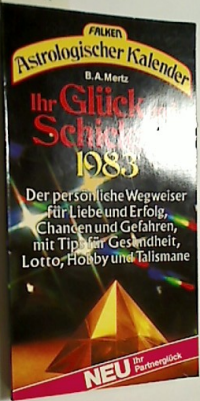 FALKEN
Astrologischer Kalender
B.A. Mertz
Ihr Glück
1983
Der persönliche Wegweiser
für Liebe und Erfolg,
Chancen und Gefahren,
mit Tips für Gesundheit,
Lotto, Hobby und Talismane
NEU Ihr
Partnerglück